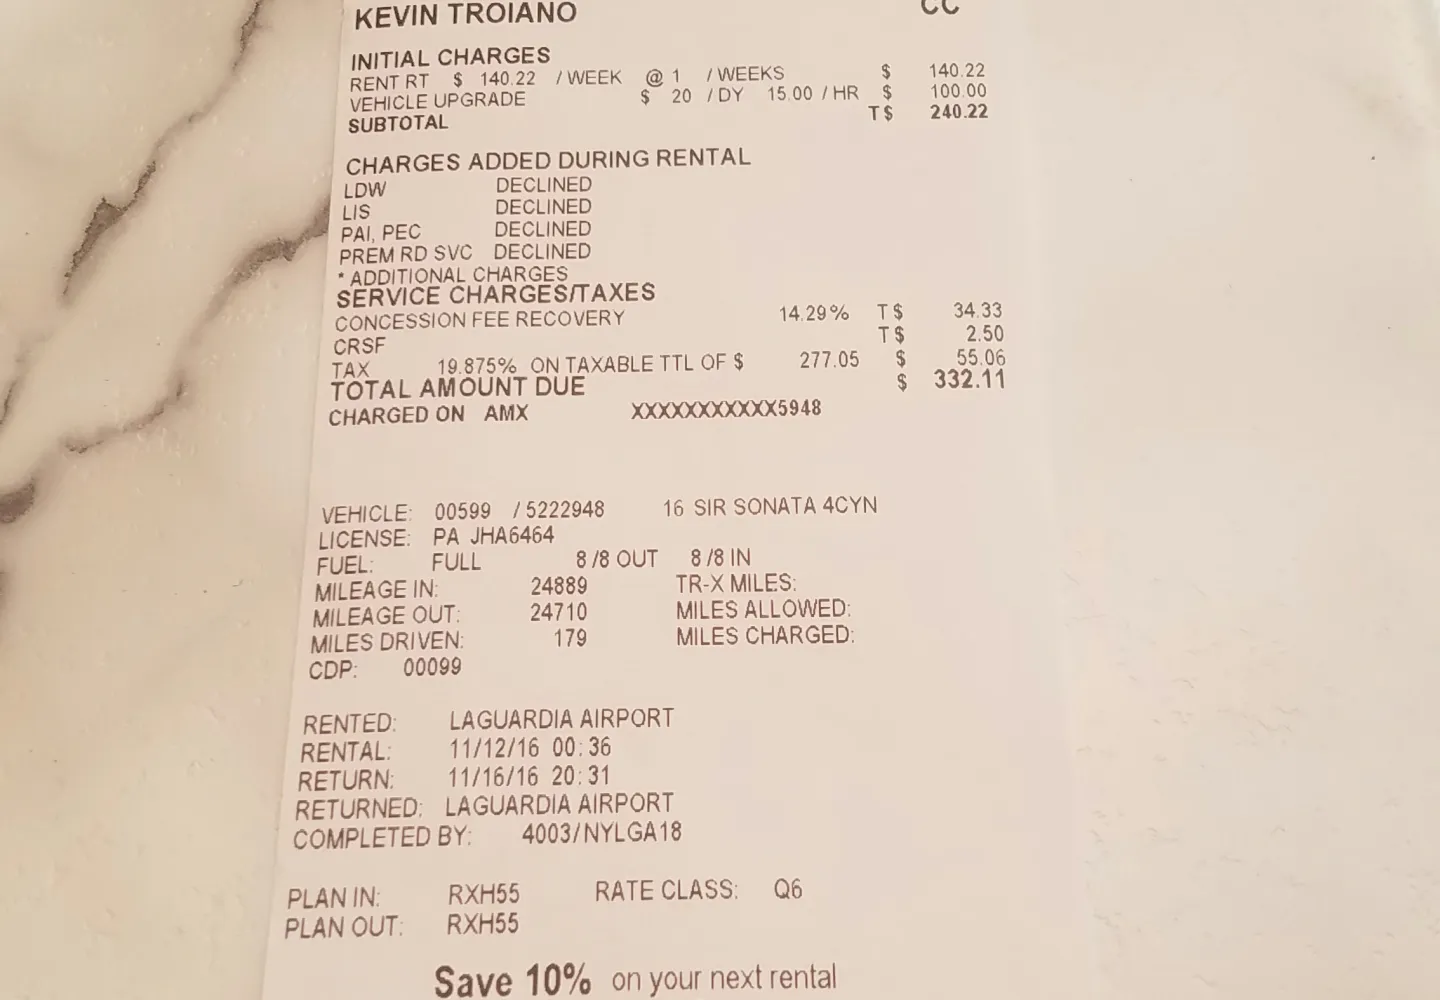 KEVIN TROIANO CC
INITIAL CHARGES
RENT RT $ 140.22 / WEEK @ 1 / WEEKS $ 140.22
VEHICLE UPGRADE $ 20 / DY 15.00 / HR $ 100.00
SUBTOTAL T$ 240.22
CHARGES ADDED DURING RENTAL
LDW DECLINED
LIS DECLINED
PAI, PEC DECLINED
PREM RD SVC DECLINED
* ADDITIONAL CHARGES
SERVICE CHARGES/TAXES
CONCESSION FEE RECOVERY 14.29% T$ 34.33
CRSF T$ 2.50
TAX 19.875% ON TAXABLE TTL OF $ 277.05 $ 55.06
TOTAL AMOUNT DUE $ 332.11
CHARGED ON AMX XXXXXXXXXXX5948
VEHICLE: 00599 / 5222948 16 SIR SONATA 4CYN
LICENSE: PA JHA6464
FUEL: FULL 8/8 OUT 8/8 IN
MILEAGE IN: 24889 TR-X MILES:
MILEAGE OUT: 24710 MILES ALLOWED:
MILES DRIVEN: 179 MILES CHARGED:
CDP: 00099
RENTED: LAGUARDIA AIRPORT
RENTAL: 11/12/16 00:36
RETURN: 11/16/16 20:31
RETURNED: LAGUARDIA AIRPORT
COMPLETED BY: 4003/NYLGA18
PLAN IN: RXH55 RATE CLASS: Q6
PLAN OUT: RXH55
Save 10% on your next rental